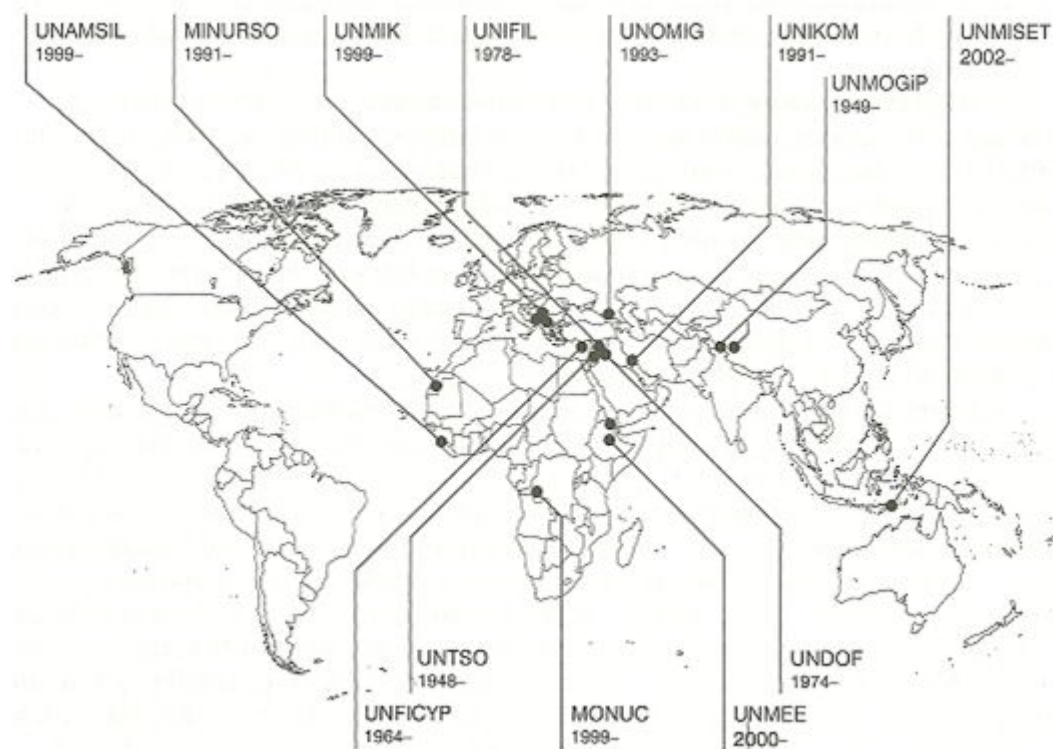 UNAMSIL
1999–
MINURSO
1991–
UNMIK
1999–
UNIFIL
1978–
UNOMIG
1993–
UNIKOM
1991–
UNMISET
2002–
UNMOGiP
1949–
UNTSO
1948–
UNDOF
1974–
UNFICYP
1964–
MONUC
1999–
UNMEE
2000–